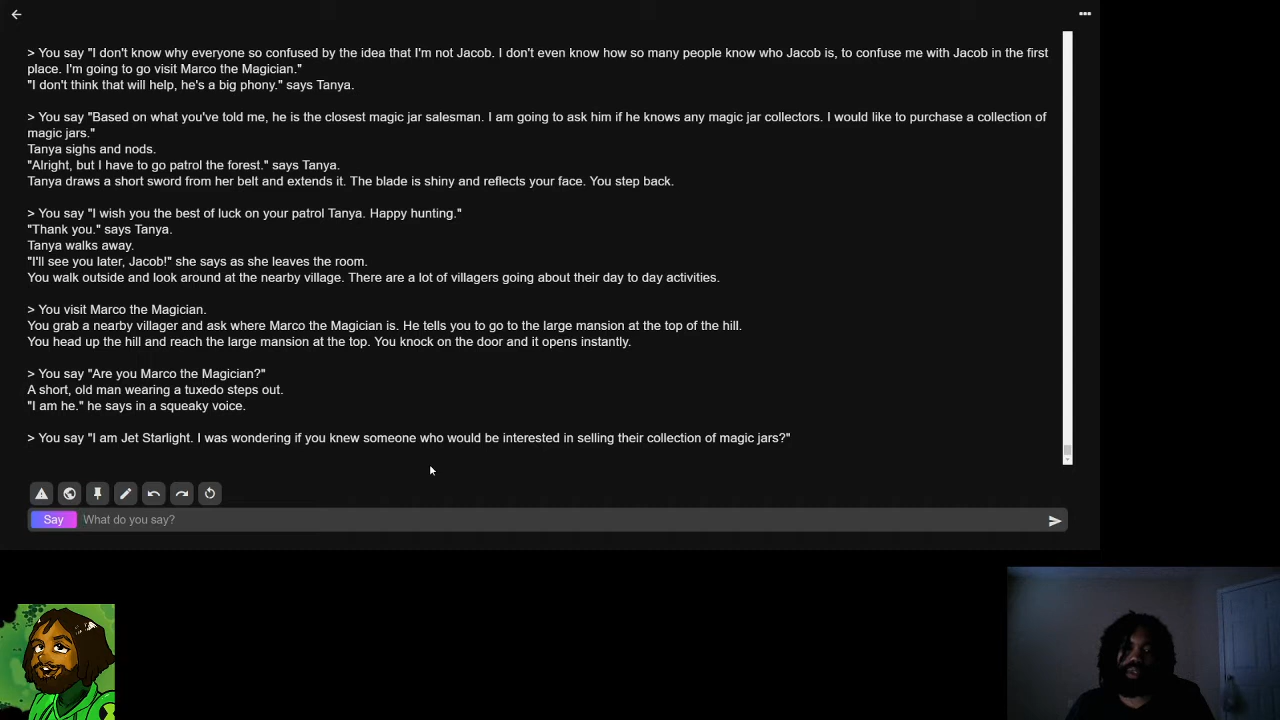 > You say "I don't know why everyone so confused by the idea that I'm not Jacob. I don't even know how so many people know who Jacob is, to confuse me with Jacob in the first
place. I'm going to go visit Marco the Magician."
"I don't think that will help, he's a big phony." says Tanya.
> You say "Based on what you've told me, he is the closest magic jar salesman. I am going to ask him if he knows any magic jar collectors. I would like to purchase a collection of
magic jars."
Tanya sighs and nods.
"Alright, but I have to go patrol the forest." says Tanya.
Tanya draws a short sword from her belt and extends it. The blade is shiny and reflects your face. You step back.
> You say "I wish you the best of luck on your patrol Tanya. Happy hunting."
"Thank you." says Tanya.
Tanya walks away.
"I'll see you later, Jacob!" she says as she leaves the room.
You walk outside and look around at the nearby village. There are a lot of villagers going about their day to day activities.
> You visit Marco the Magician.
You grab a nearby villager and ask where Marco the Magician is. He tells you to go to the large mansion at the top of the hill.
You head up the hill and reach the large mansion at the top. You knock on the door and it opens instantly.
> You say "Are you Marco the Magician?"
A short, old man wearing a tuxedo steps out.
"I am he." he says in a squeaky voice.
> You say "I am Jet Starlight. I was wondering if you knew someone who would be interested in selling their collection of magic jars?"
Say What do you say?